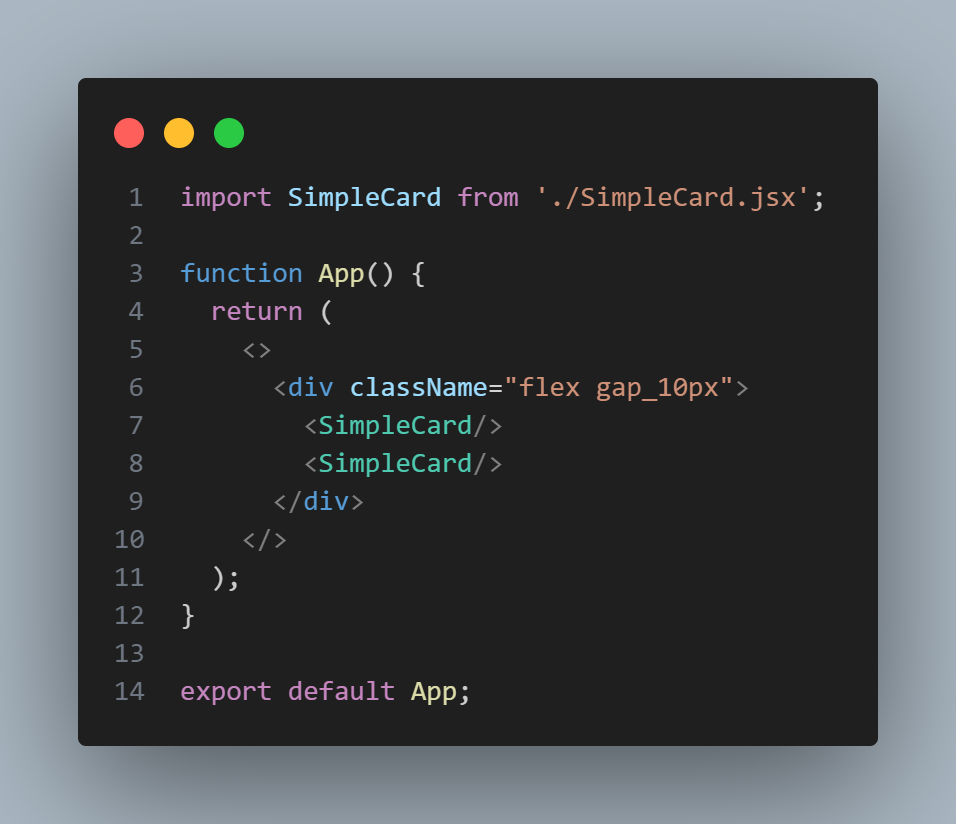 1 import SimpleCard from './SimpleCard.jsx';
2
3 function App() {
4   return (
5     <>
6       <div className="flex gap_10px">
7         <SimpleCard/>
8         <SimpleCard/>
9       </div>
10     </>
11   );
12 }
13
14 export default App;